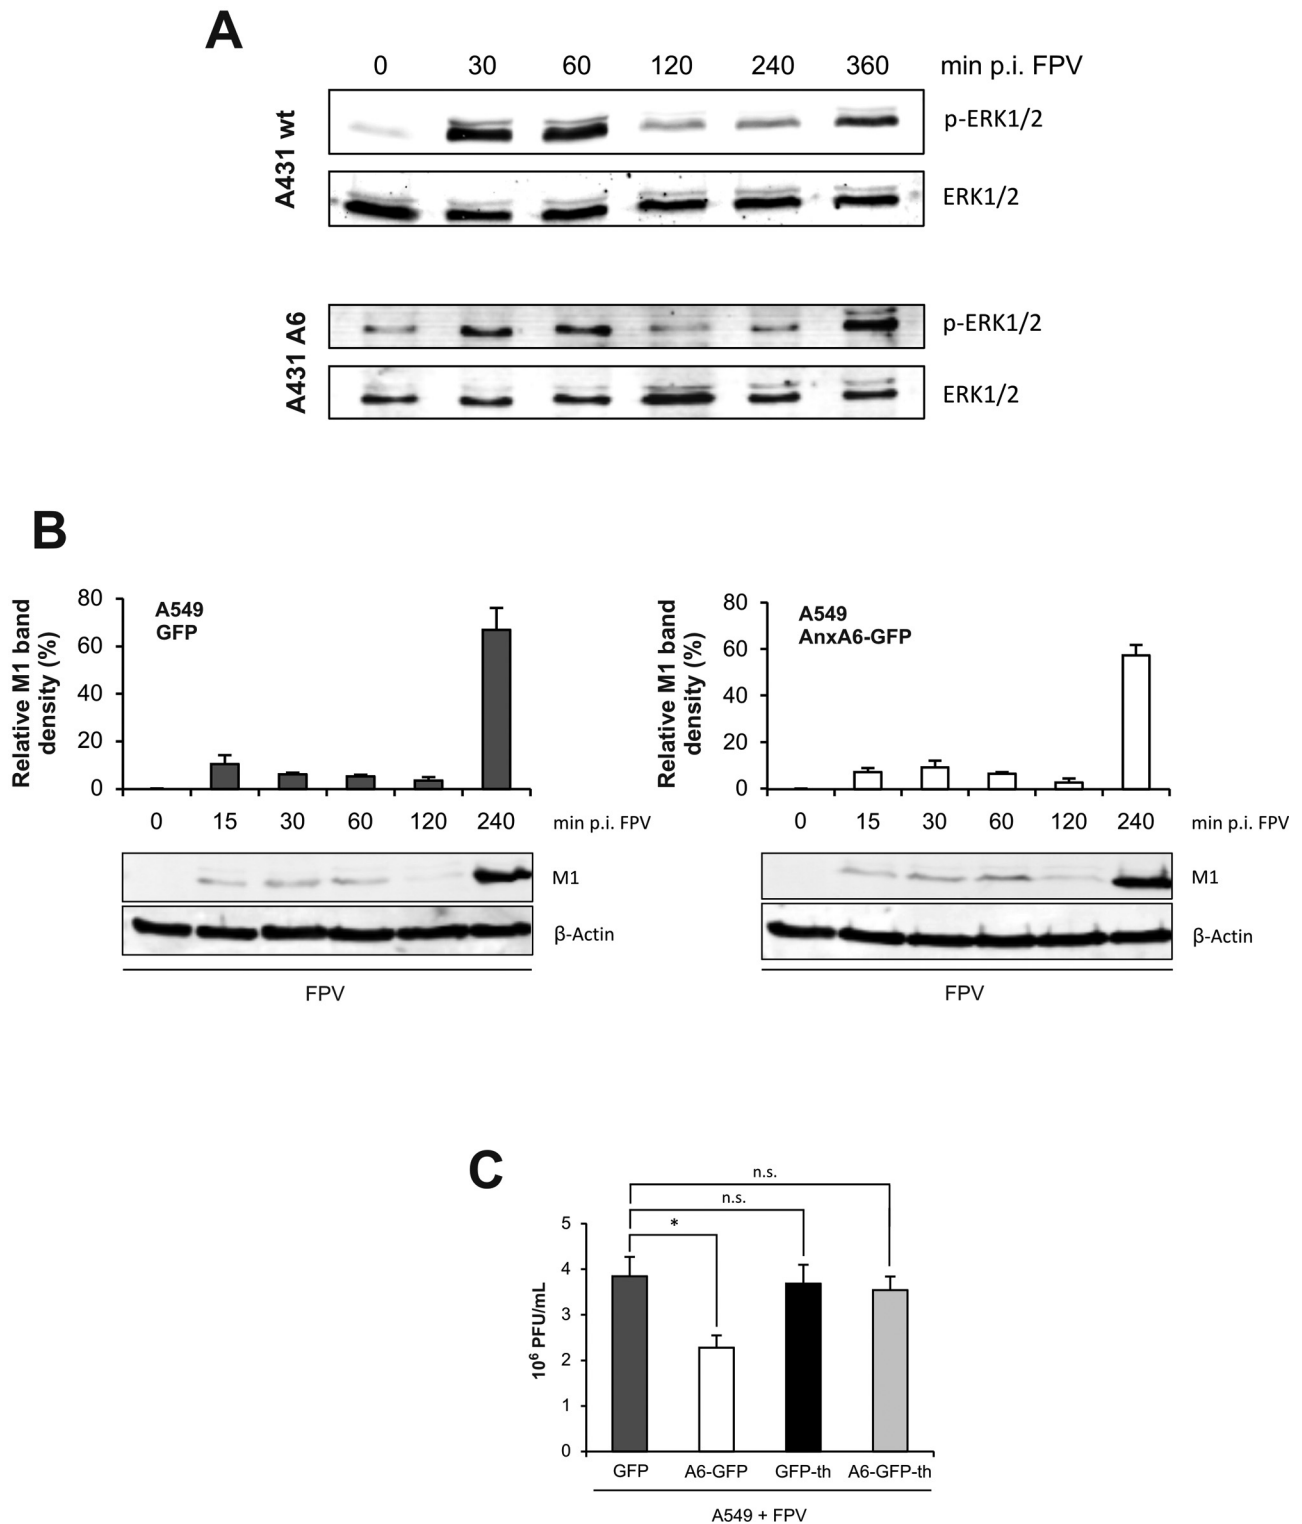 A
0 30 60 120 240 360 min p.i. FPV
A431 wt
p-ERK1/2
ERK1/2
A431 A6
p-ERK1/2
ERK1/2
B
Relative M1 band
density (%)
80
60
40
20
0
A549
GFP
0 15 30 60 120 240 min p.i. FPV
M1
β-Actin
FPV
Relative M1 band
density (%)
80
60
40
20
0
A549
AnxA6-GFP
0 15 30 60 120 240 min p.i. FPV
M1
β-Actin
FPV
C
n.s.
n.s.
*
10⁶ PFU/mL
5
4
3
2
1
0
GFP A6-GFP GFP-th A6-GFP-th
A549 + FPV